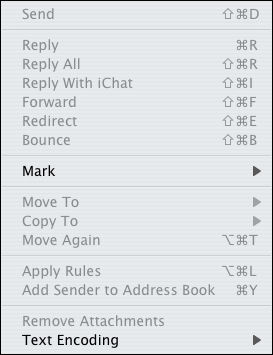 Send ⇧⌘D
Reply ⌘R
Reply All ⇧⌘R
Reply With iChat ⇧⌘I
Forward ⇧⌘F
Redirect ⇧⌘E
Bounce ⇧⌘B
Mark ▶
Move To ▶
Copy To ▶
Move Again ⌥⌘T
Apply Rules ⌥⌘L
Add Sender to Address Book ⌘Y
Remove Attachments
Text Encoding ▶